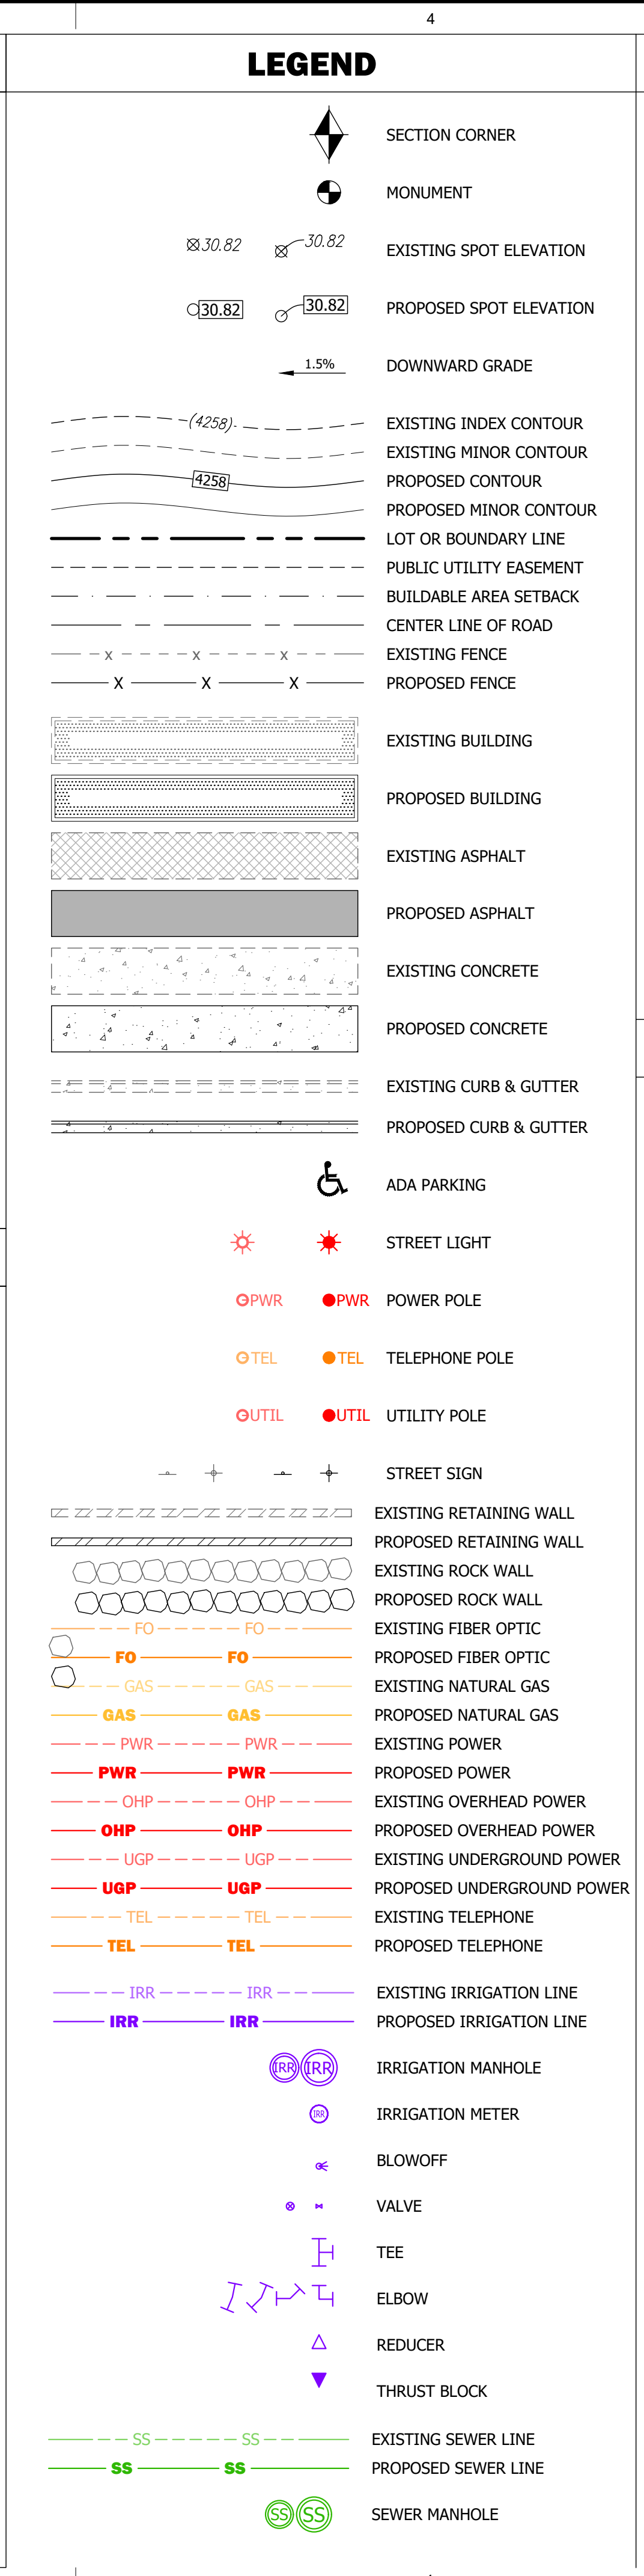 4
LEGEND
SECTION CORNER
MONUMENT
30.82 30.82 EXISTING SPOT ELEVATION
30.82 30.82 PROPOSED SPOT ELEVATION
1.5% DOWNWARD GRADE
(4258) EXISTING INDEX CONTOUR
EXISTING MINOR CONTOUR
4258 PROPOSED CONTOUR
PROPOSED MINOR CONTOUR
LOT OR BOUNDARY LINE
PUBLIC UTILITY EASEMENT
BUILDABLE AREA SETBACK
CENTER LINE OF ROAD
X X X EXISTING FENCE
X X X PROPOSED FENCE
EXISTING BUILDING
PROPOSED BUILDING
EXISTING ASPHALT
PROPOSED ASPHALT
EXISTING CONCRETE
PROPOSED CONCRETE
EXISTING CURB & GUTTER
PROPOSED CURB & GUTTER
ADA PARKING
STREET LIGHT
PWR PWR POWER POLE
TEL TEL TELEPHONE POLE
UTIL UTIL UTILITY POLE
STREET SIGN
EXISTING RETAINING WALL
PROPOSED RETAINING WALL
EXISTING ROCK WALL
PROPOSED ROCK WALL
FO FO EXISTING FIBER OPTIC
FO FO PROPOSED FIBER OPTIC
GAS GAS EXISTING NATURAL GAS
GAS GAS PROPOSED NATURAL GAS
PWR PWR EXISTING POWER
PWR PWR PROPOSED POWER
OHP OHP EXISTING OVERHEAD POWER
OHP OHP PROPOSED OVERHEAD POWER
UGP UGP EXISTING UNDERGROUND POWER
UGP UGP PROPOSED UNDERGROUND POWER
TEL TEL EXISTING TELEPHONE
TEL TEL PROPOSED TELEPHONE
IRR IRR EXISTING IRRIGATION LINE
IRR IRR PROPOSED IRRIGATION LINE
IRR IRR IRRIGATION MANHOLE
IRR IRRIGATION METER
BLOWOFF
VALVE
TEE
ELBOW
REDUCER
THRUST BLOCK
SS SS EXISTING SEWER LINE
SS SS PROPOSED SEWER LINE
SS SS SEWER MANHOLE